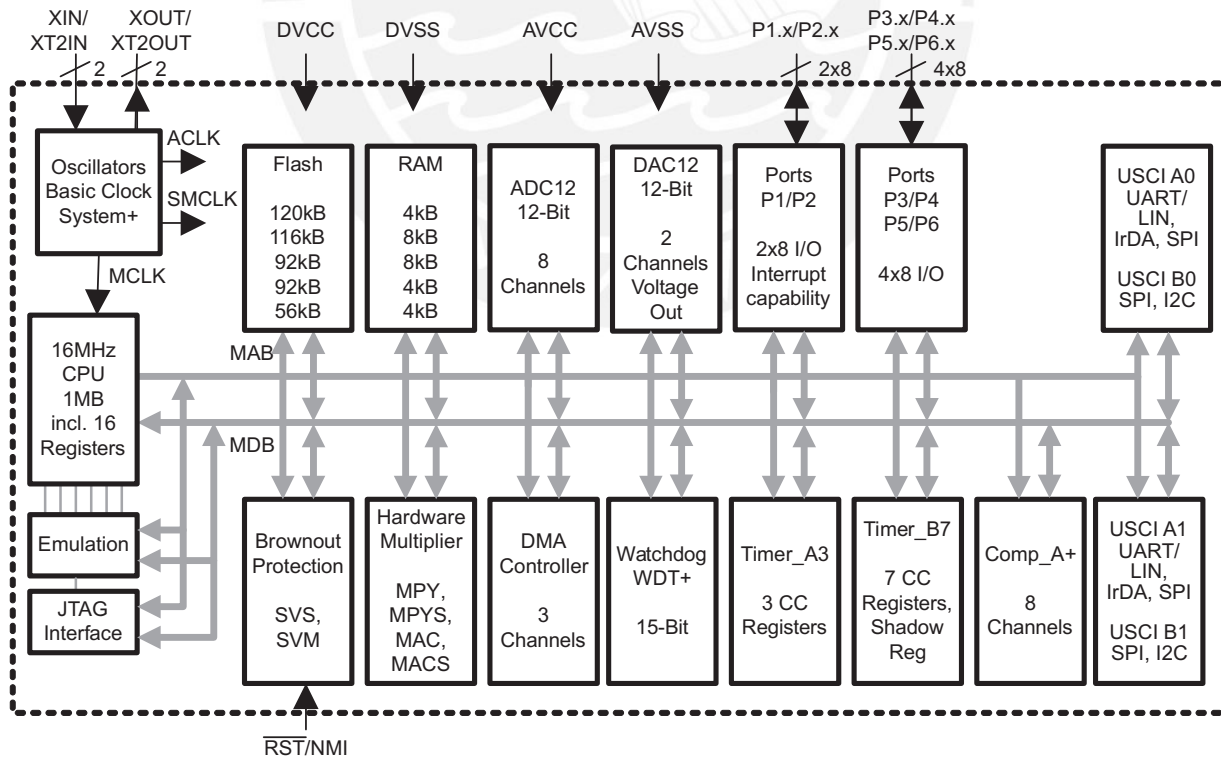 XIN/
XT2IN
XOUT/
XT2OUT
DVCC
DVSS
AVCC
AVSS
P1.x/P2.x
P3.x/P4.x
P5.x/P6.x
2
2
2x8
4x8
Oscillators
Basic Clock
System+
ACLK
SMCLK
MCLK
Flash
120kB
116kB
92kB
92kB
56kB
RAM
4kB
8kB
8kB
4kB
4kB
ADC12
12-Bit
8
Channels
DAC12
12-Bit
2
Channels
Voltage
Out
Ports
P1/P2
2x8 I/O
Interrupt
capability
Ports
P3/P4
P5/P6
4x8 I/O
USCI A0
UART/
LIN,
IrDA, SPI
USCI B0
SPI, I2C
16MHz
CPU
1MB
incl. 16
Registers
MAB
MDB
Emulation
JTAG
Interface
Brownout
Protection
SVS,
SVM
Hardware
Multiplier
MPY,
MPYS,
MAC,
MACS
DMA
Controller
3
Channels
Watchdog
WDT+
15-Bit
Timer_A3
3 CC
Registers
Timer_B7
7 CC
Registers,
Shadow
Reg
Comp_A+
8
Channels
USCI A1
UART/
LIN,
IrDA, SPI
USCI B1
SPI, I2C
RST/NMI